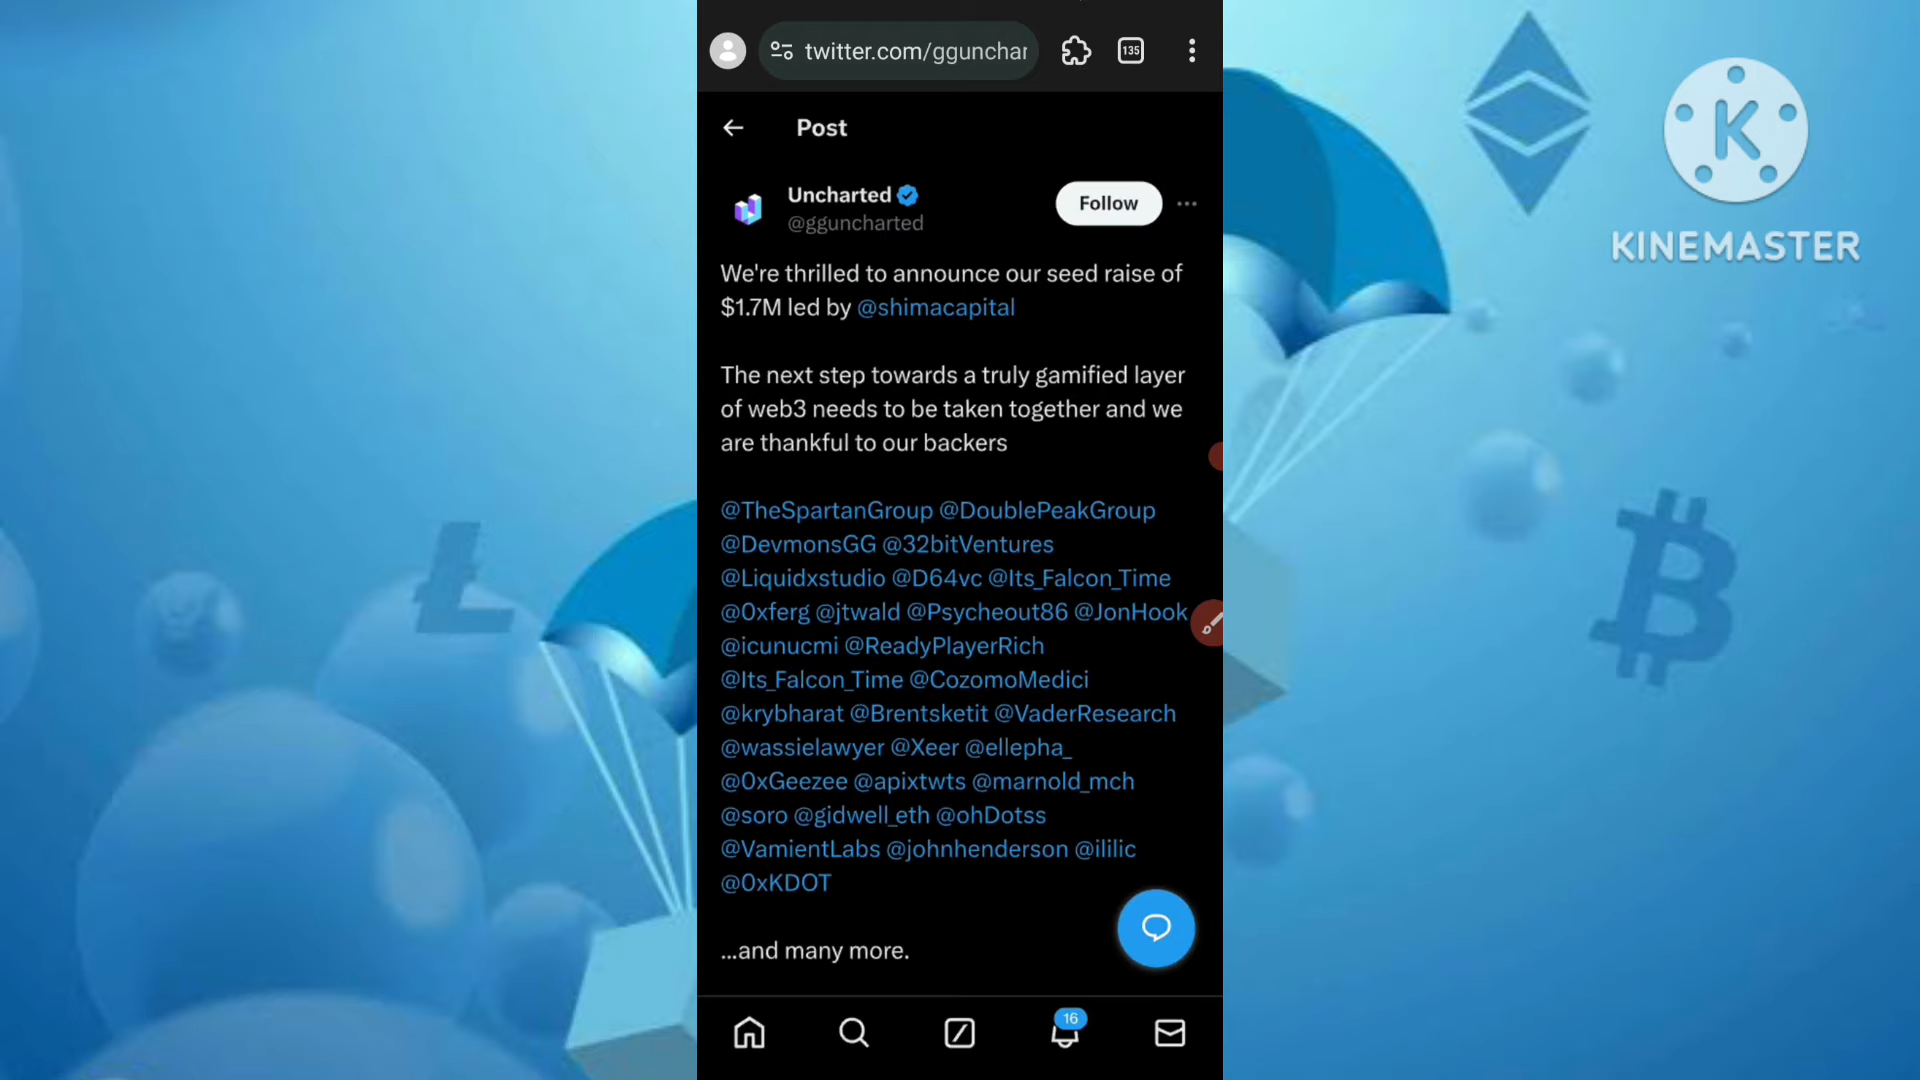 twitter.com/ggunchar
135
KINEMASTER
Post
Uncharted
@gguncharted
Follow
We're thrilled to announce our seed raise of
$1.7M led by @shimacapital
The next step towards a truly gamified layer
of web3 needs to be taken together and we
are thankful to our backers
@TheSpartanGroup @DoublePeakGroup
@DevmonsGG @32bitVentures
@Liquidxstudio @D64vc @Its_Falcon_Time
@0xferg @jtwald @Psycheout86 @JonHook
@icunucmi @ReadyPlayerRich
@Its_Falcon_Time @CozomoMedici
@krybharat @Brentsketit @VaderResearch
@wassielawyer @Xeer @ellepha_
@0xGeezee @apixtwts @marnold_mch
@soro @gidwell_eth @ohDotss
@VamientLabs @johnhenderson @ililic
@0xKDOT
...and many more.
16